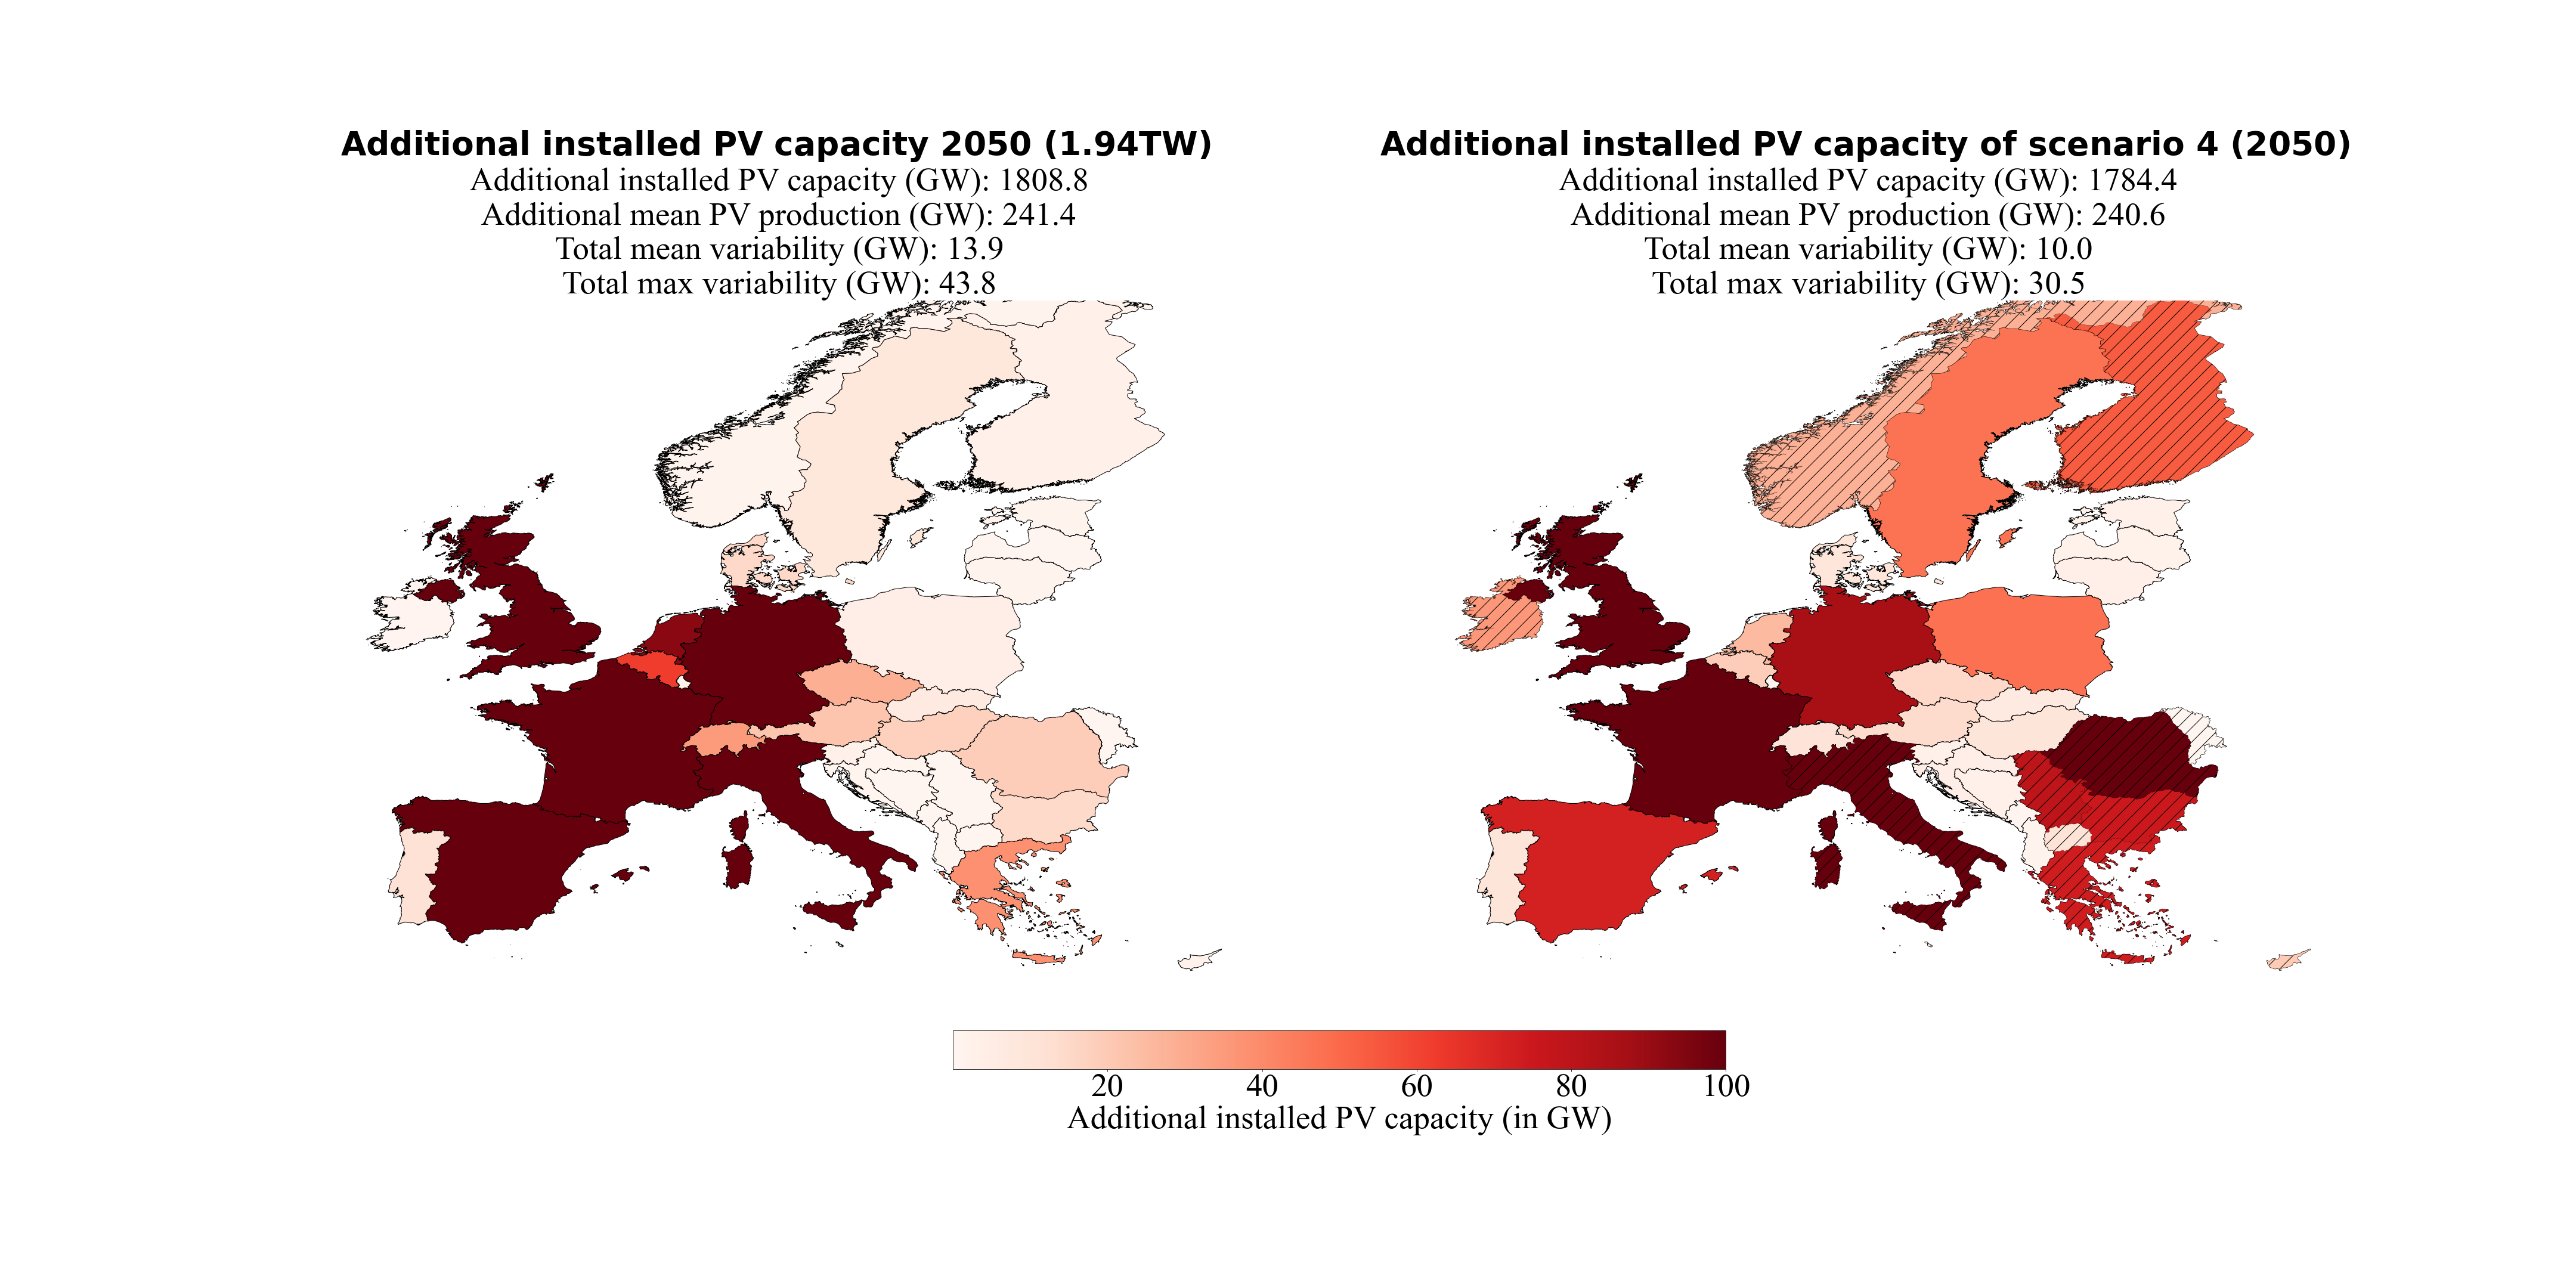 Additional installed PV capacity 2050 (1.94TW)
Additional installed PV capacity (GW): 1808.8
Additional mean PV production (GW): 241.4
Total mean variability (GW): 13.9
Total max variability (GW): 43.8
Additional installed PV capacity of scenario 4 (2050)
Additional installed PV capacity (GW): 1784.4
Additional mean PV production (GW): 240.6
Total mean variability (GW): 10.0
Total max variability (GW): 30.5
20 40 60 80 100
Additional installed PV capacity (in GW)